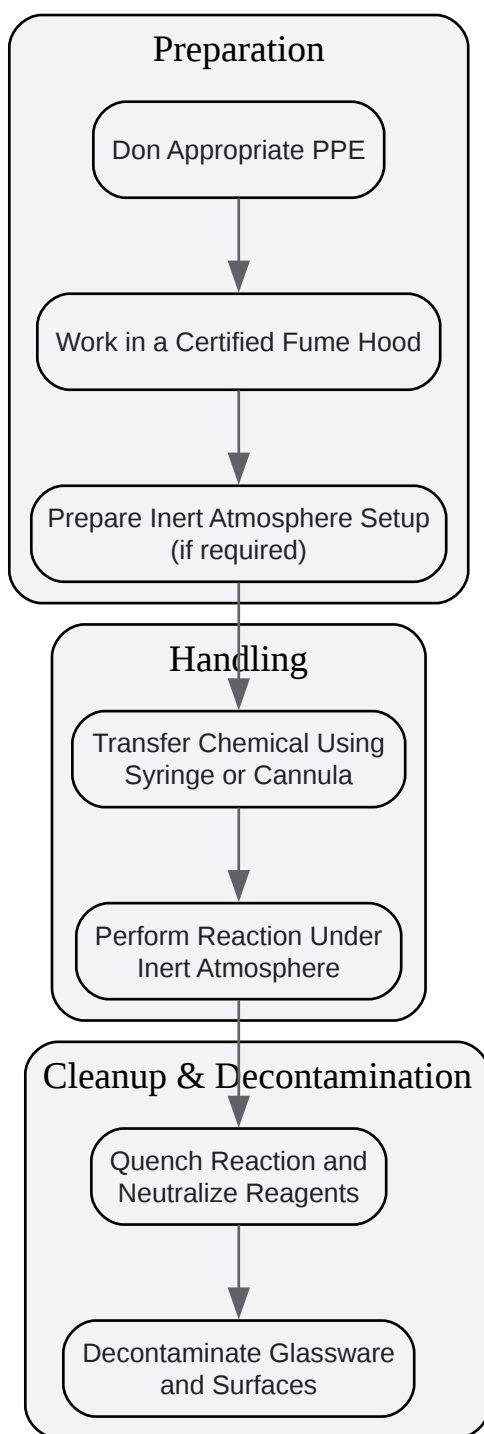 Preparation
Don Appropriate PPE
Work in a Certified Fume Hood
Prepare Inert Atmosphere Setup
(if required)
Handling
Transfer Chemical Using
Syringe or Cannula
Perform Reaction Under
Inert Atmosphere
Cleanup & Decontamination
Quench Reaction and
Neutralize Reagents
Decontaminate Glassware
and Surfaces